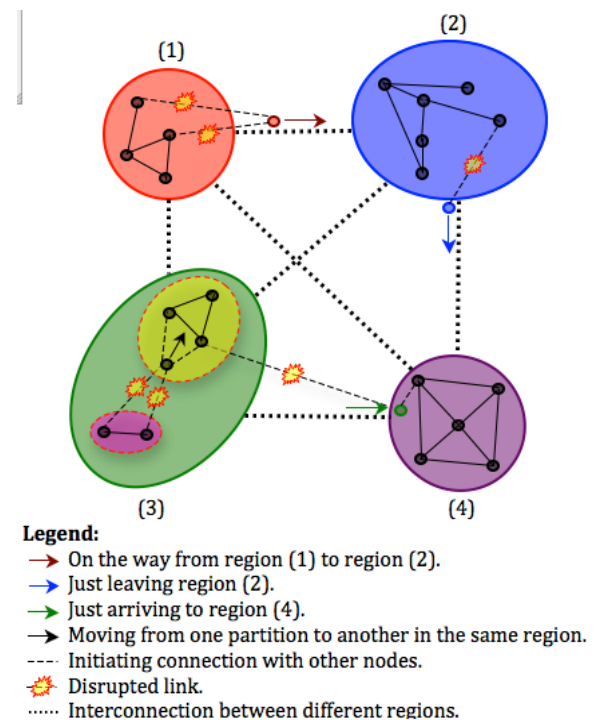 (1)
(2)
(3)
(4)
Legend:
On the way from region (1) to region (2).
Just leaving region (2).
Just arriving to region (4).
Moving from one partition to another in the same region.
Initiating connection with other nodes.
Disrupted link.
Interconnection between different regions.